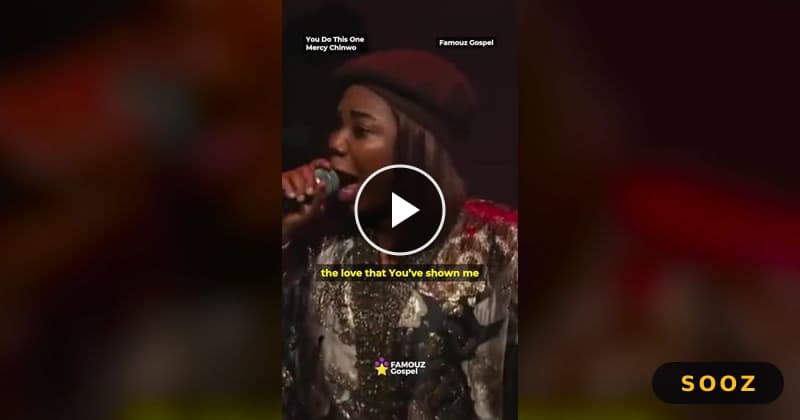 You Do This One
Mercy Chinwo
Famouz Gospel
the love that You've shown me
FAMOUZ
Gospel
SOOZ